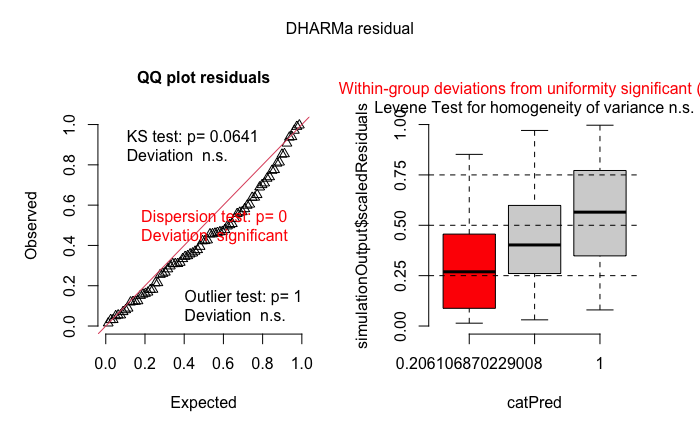 DHARMa residual
QQ plot residuals
KS test: p= 0.0641
Deviation n.s.
Dispersion test: p= 0
Deviation significant
Outlier test: p= 1
Deviation n.s.
Observed
0.0
0.2
0.4
0.6
0.8
1.0
0.0
0.2
0.4
0.6
0.8
1.0
Expected
Within-group deviations from uniformity significant (
Levene Test for homogeneity of variance n.s.
simulationOutput$scaledResiduals
0.00
0.25
0.50
0.75
1.00
0.206106870229008
1
catPred